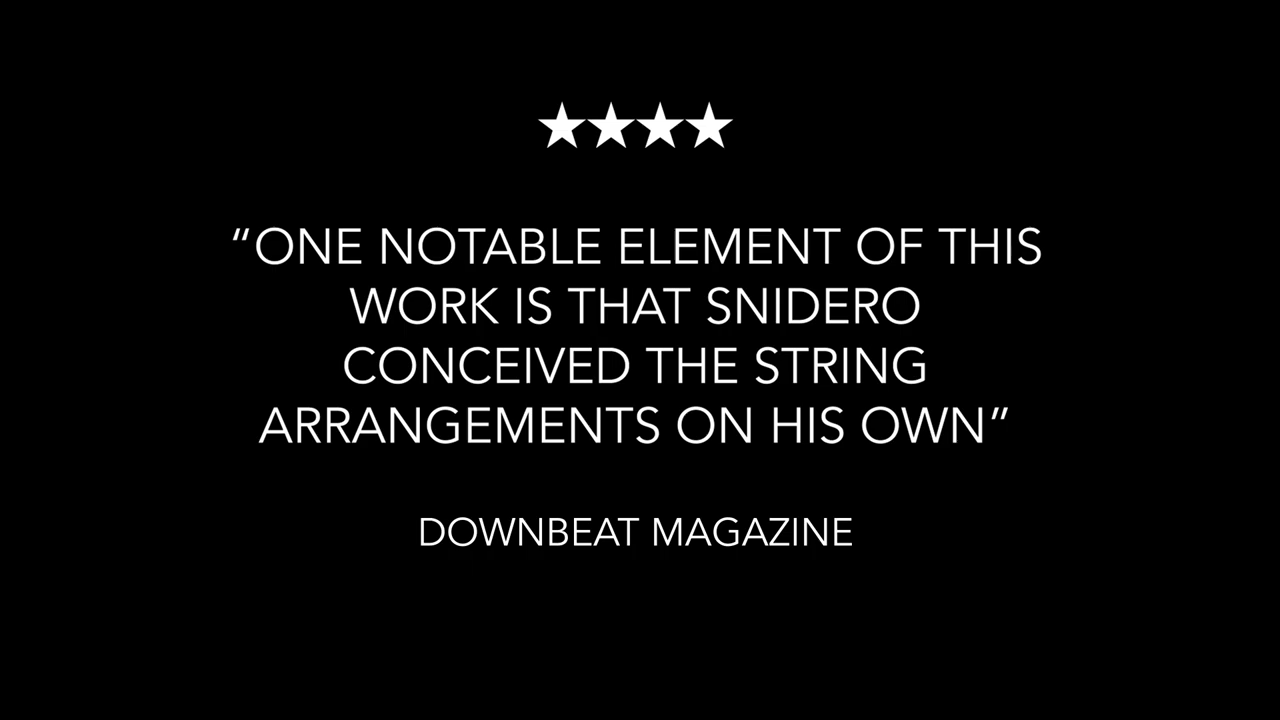 ★★★★
“ONE NOTABLE ELEMENT OF THIS
WORK IS THAT SNIDERO
CONCEIVED THE STRING
ARRANGEMENTS ON HIS OWN”
DOWNBEAT MAGAZINE